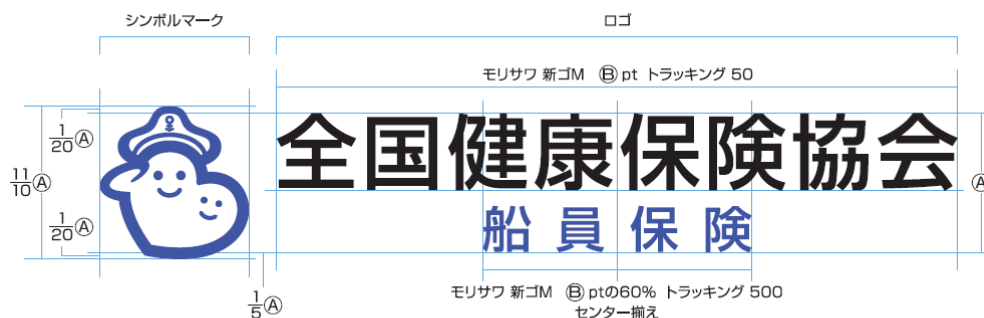 シンボルマーク
ロゴ
モリサワ 新ゴM Ⓑ pt トラッキング 50
1/20Ⓐ
11/10Ⓐ
1/20Ⓐ
1/5Ⓐ
全国健康保険協会
船員保険
Ⓐ
モリサワ 新ゴM Ⓑ ptの60% トラッキング 500
センター揃え